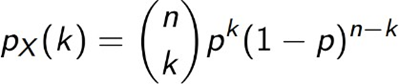 p_X(k) = \binom{n}{k} p^k (1 − p)^{n−k}